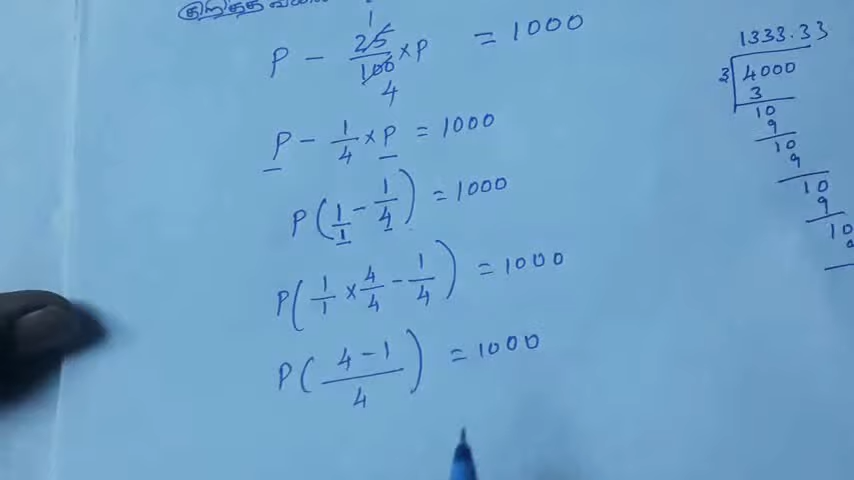 குறித்த விலை
P - 25/100 × P = 1000
1
4
P - 1/4 × P = 1000
P(1/1 - 1/4) = 1000
P(1/1 × 4/4 - 1/4) = 1000
P(4-1/4) = 1000
1333.33
3 4000
3
10
9
10
9
10
9
10
9